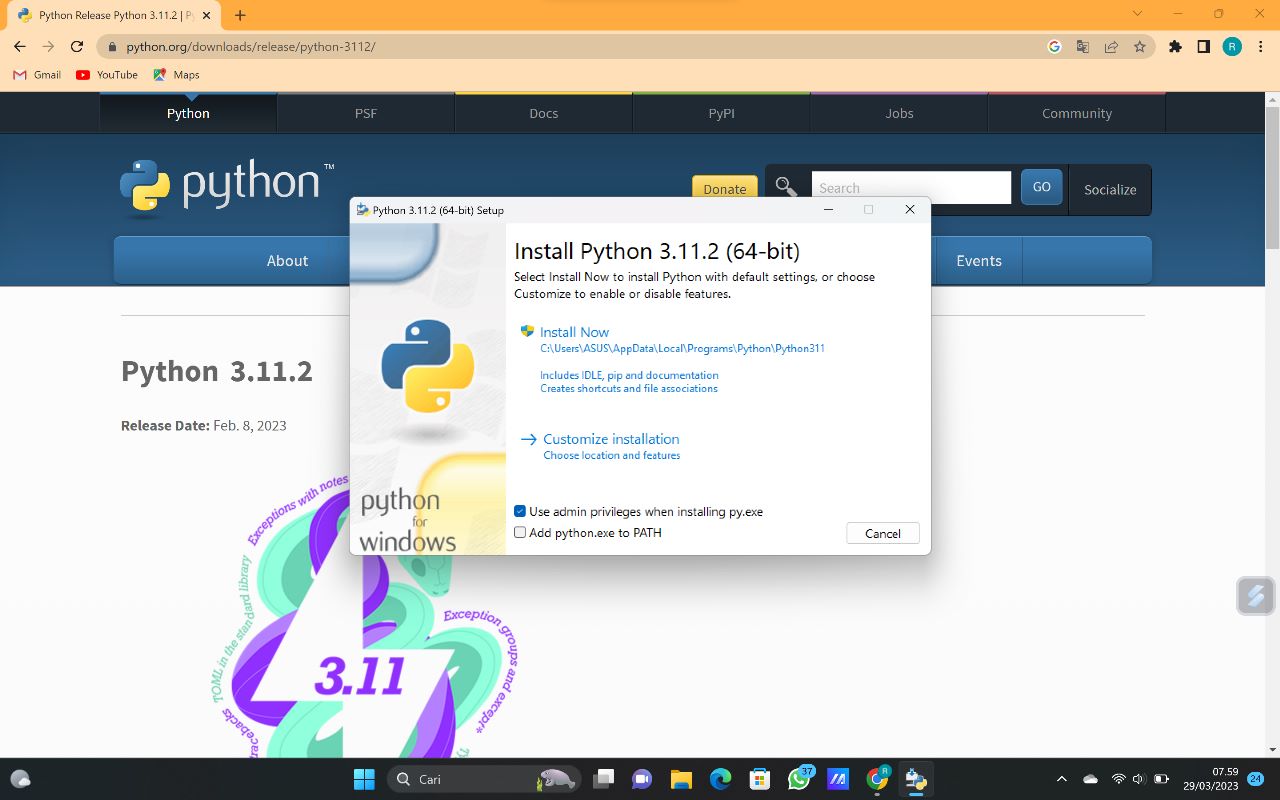 Python Release Python 3.11.2 | Py
python.org/downloads/release/python-3112/
R
Gmail
YouTube
Maps
Python
PSF
Docs
PyPI
Jobs
Community
python™
Donate
Search
GO
Socialize
About
Events
Python 3.11.2 (64-bit) Setup
Install Python 3.11.2 (64-bit)
Select Install Now to install Python with default settings, or choose
Customize to enable or disable features.
Install Now
C:\Users\ASUS\AppData\Local\Programs\Python\Python311
Includes IDLE, pip and documentation
Creates shortcuts and file associations
Customize installation
Choose location and features
Use admin privileges when installing py.exe
Add python.exe to PATH
Cancel
python
for
windows
Python 3.11.2
Release Date: Feb. 8, 2023
Exceptions with notes
TOML in the standard library
Exception groups and except*
3.11
tracebacks
Cari
37
R
07.59
29/03/2023
24